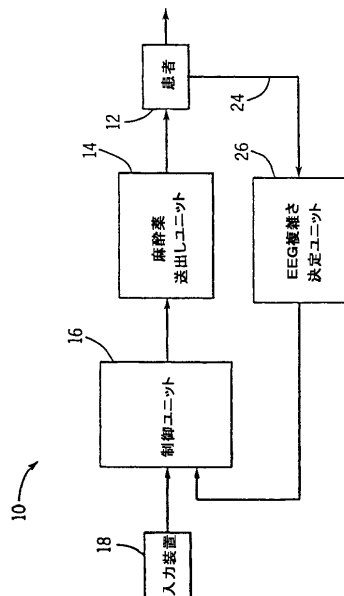 10
18
入力装置
16
制御ユニット
14
麻酔薬
送出しユニット
12
患者
24
26
EEG複雑さ
決定ユニット